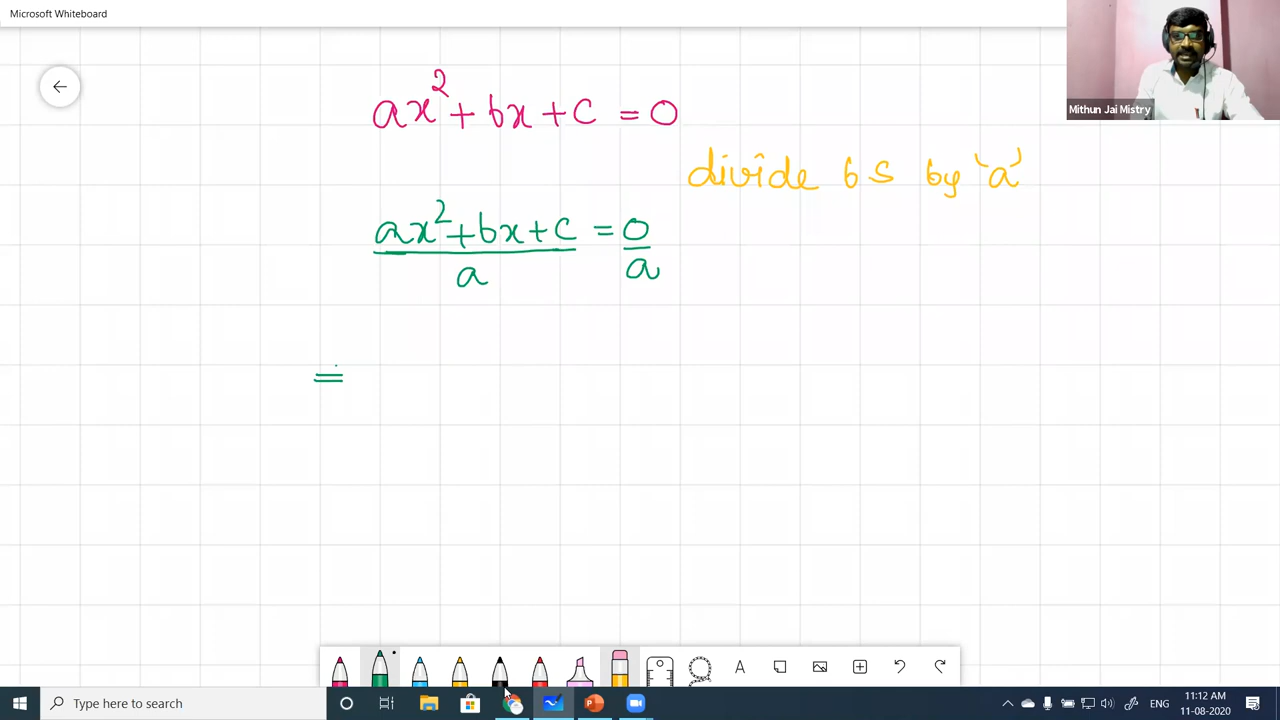 Microsoft Whiteboard
Mithun Jai Mistry
ax² + bx + c = 0
divide b s by 'a'
ax² + bx + c / a = 0 / a
=
A
Type here to search
ENG
11:12 AM
11-08-2020